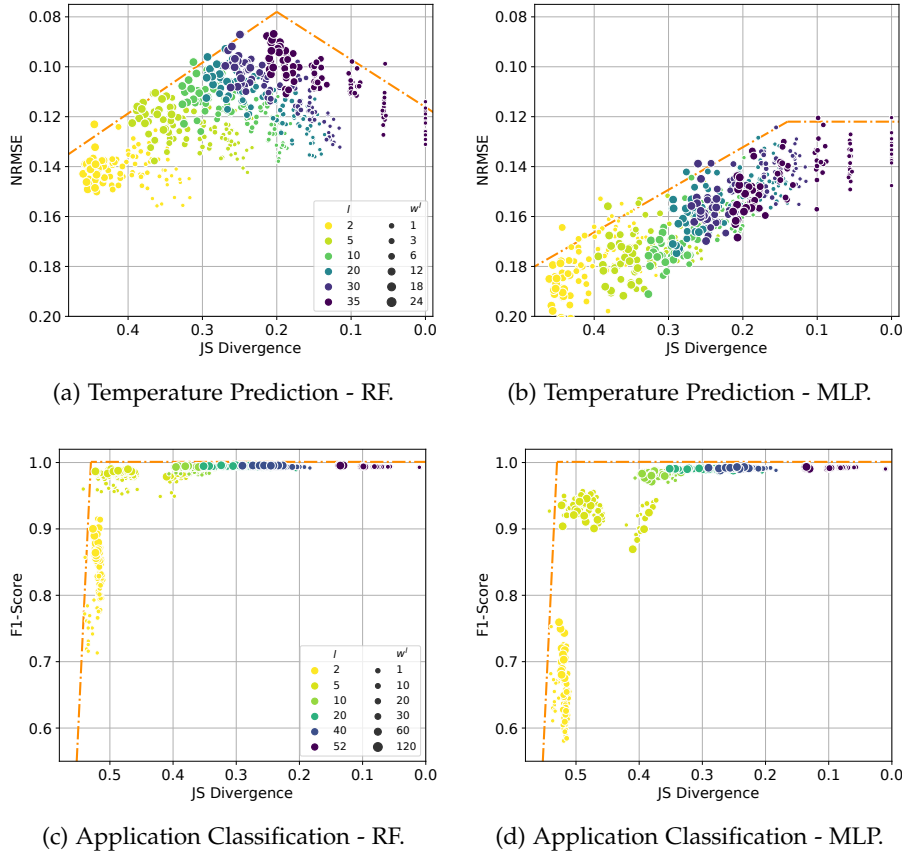 0.08
0.10
0.12
0.14
0.16
0.18
0.20
NRMSE
0.4 0.3 0.2 0.1 0.0
JS Divergence
l w^l
2 1
5 3
10 6
20 12
30 18
35 24
(a) Temperature Prediction - RF.
0.08
0.10
0.12
0.14
0.16
0.18
0.20
NRMSE
0.4 0.3 0.2 0.1 0.0
JS Divergence
(b) Temperature Prediction - MLP.
1.0
0.9
0.8
0.7
0.6
F1-Score
0.5 0.4 0.3 0.2 0.1 0.0
JS Divergence
l w^l
2 1
5 10
10 20
20 30
40 60
52 120
(c) Application Classification - RF.
1.0
0.9
0.8
0.7
0.6
F1-Score
0.5 0.4 0.3 0.2 0.1 0.0
JS Divergence
(d) Application Classification - MLP.